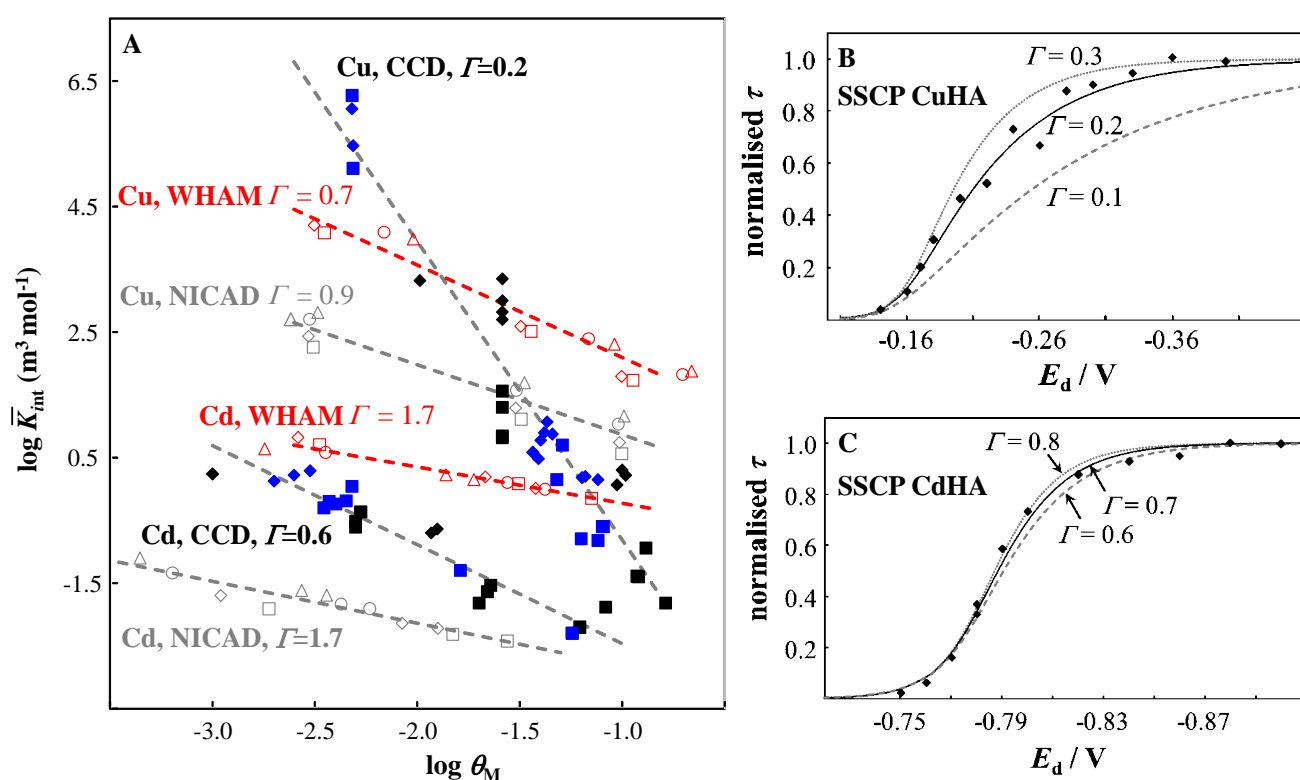 A
Cu, CCD, Γ=0.2
Cu, WHAM Γ = 0.7
Cu, NICAD Γ = 0.9
Cd, WHAM Γ = 1.7
Cd, CCD, Γ=0.6
Cd, NICAD, Γ=1.7
log K̅int (m³ mol⁻¹)
6.5
4.5
2.5
0.5
-1.5
-3.0
-2.5
-2.0
-1.5
-1.0
log θM
B
SSCP CuHA
Γ = 0.3
Γ = 0.2
Γ = 0.1
normalised τ
1.0
0.8
0.6
0.4
0.2
-0.16
-0.26
-0.36
Ed / V
C
SSCP CdHA
Γ = 0.8
Γ = 0.7
Γ = 0.6
normalised τ
1.0
0.8
0.6
0.4
0.2
-0.75
-0.79
-0.83
-0.87
Ed / V